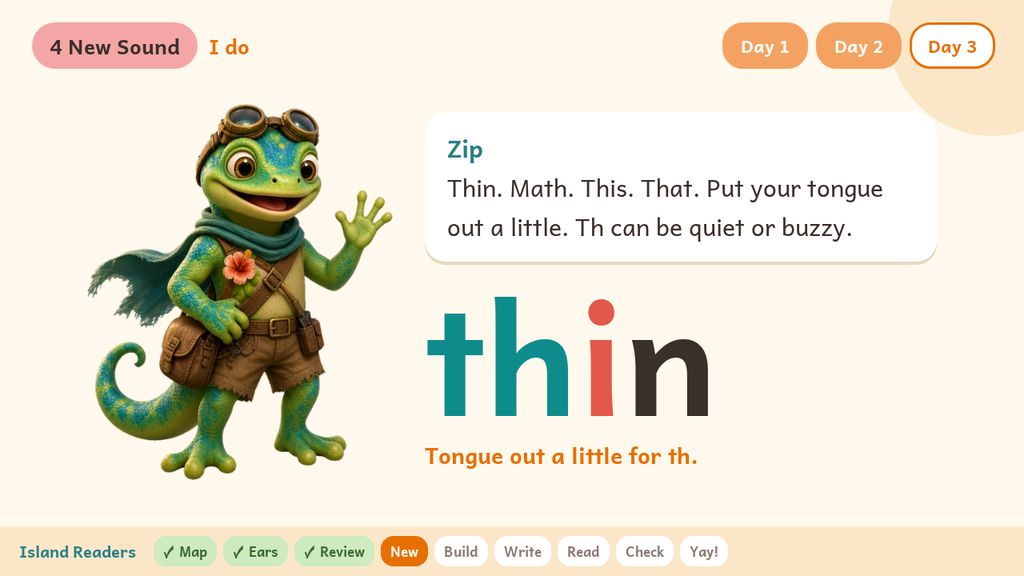 4 New Sound I do Day 1 Day 2 Day 3
Zip
Thin. Math. This. That. Put your tongue
out a little. Th can be quiet or buzzy.
thin
Tongue out a little for th.
Island Readers ✓ Map ✓ Ears ✓ Review New Build Write Read Check Yay!